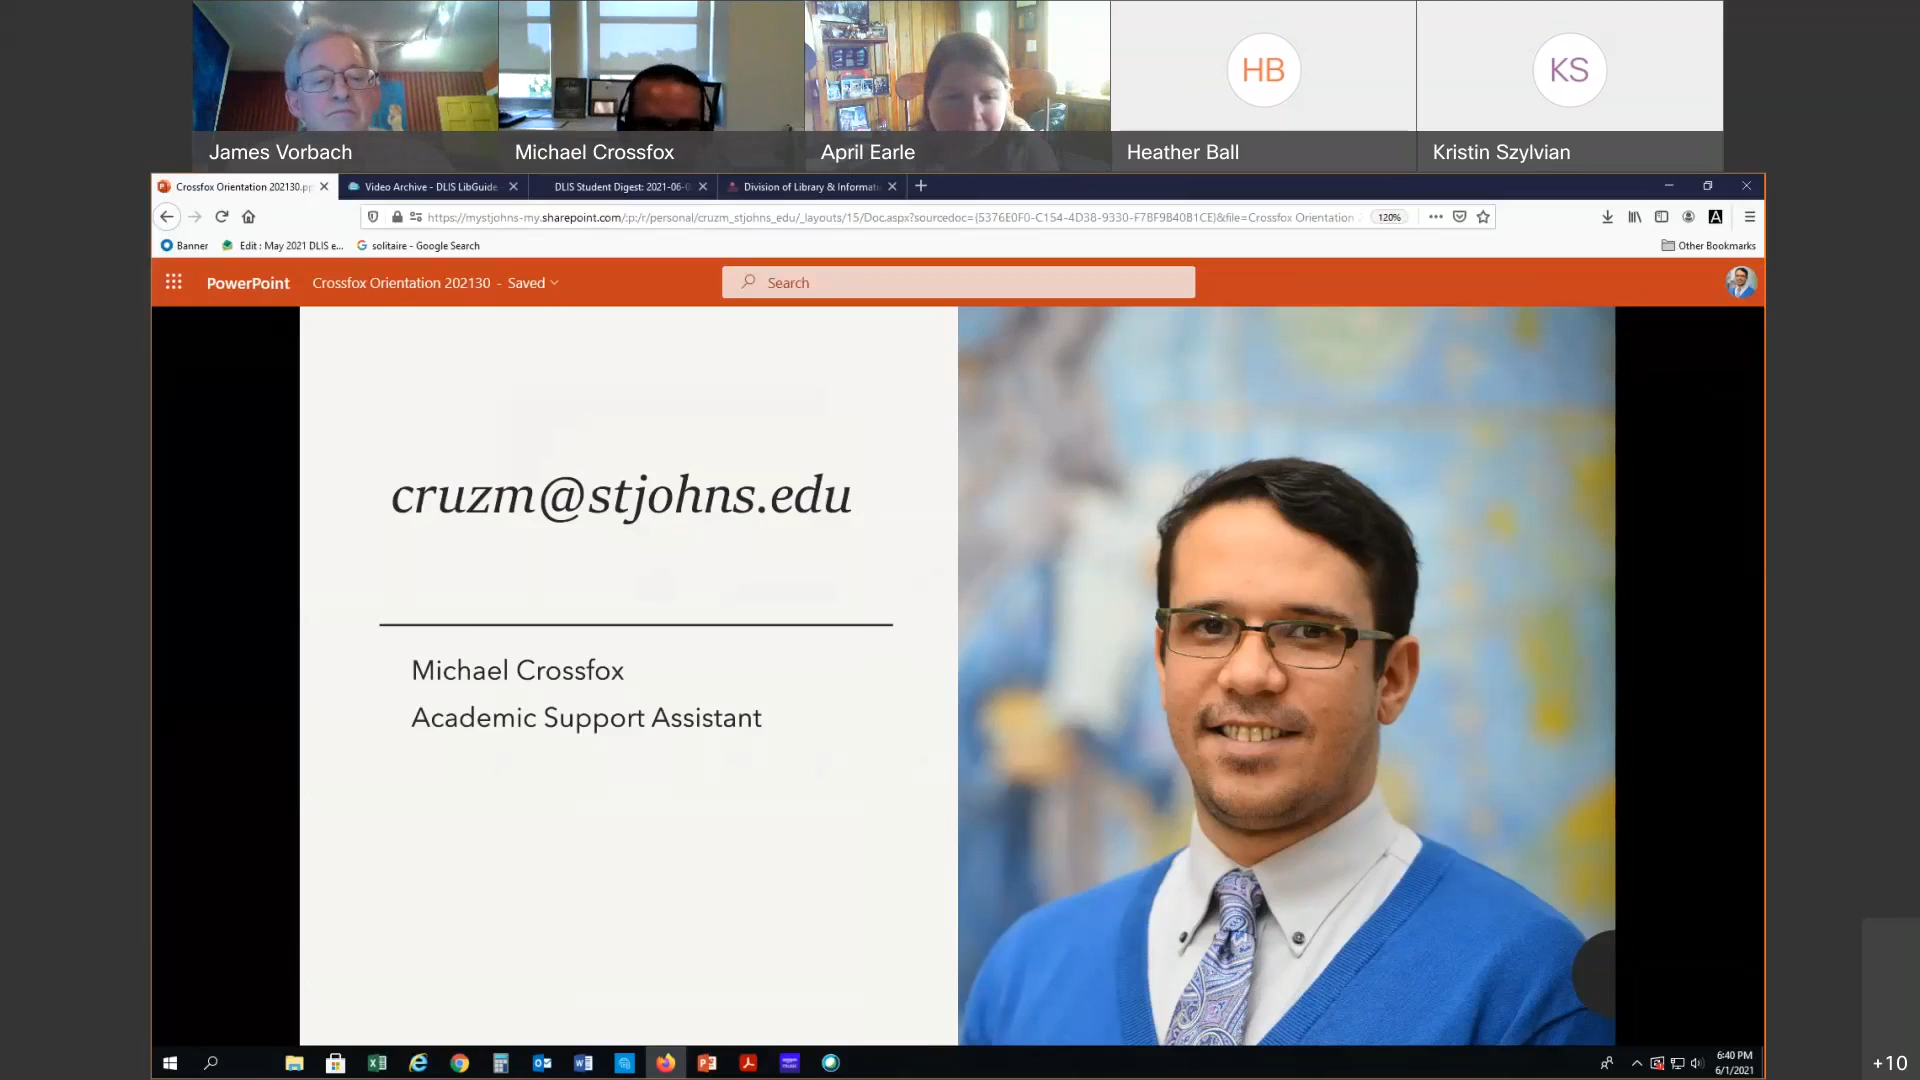 HB
KS
James Vorbach
Michael Crossfox
April Earle
Heather Ball
Kristin Szylvian
Crossfox Orientation 202130.pp
Video Archive - DLIS LibGuide
DLIS Student Digest: 2021-06-0
Division of Library & Informati
https://mystjohns-my.sharepoint.com/:p:/r/personal/cruzm_stjohns_edu/_layouts/15/Doc.aspx?sourcedoc={5376E0F0-C154-4D38-9330-F7BF9B40B1CE}&file=Crossfox Orientation
120%
Banner
Edit : May 2021 DLIS e...
solitaire - Google Search
Other Bookmarks
PowerPoint
Crossfox Orientation 202130 - Saved
Search
cruzm@stjohns.edu
Michael Crossfox
Academic Support Assistant
6:40 PM
6/1/2021
+10